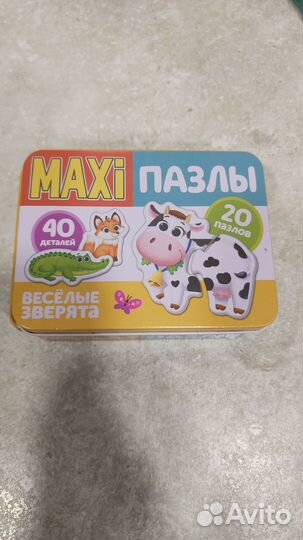 MAXi ПАЗЛЫ
40
ДЕТАЛЕЙ
20
ПАЗЛОВ
ВЕСЁЛЫЕ
ЗВЕРЯТА
Avito